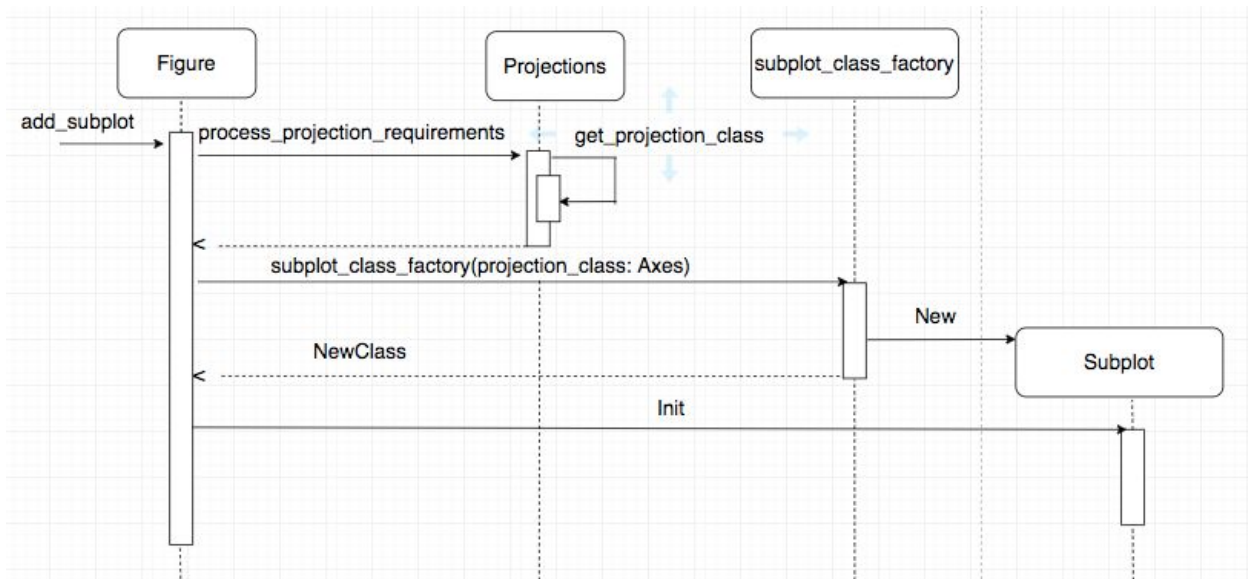 Figure
Projections
subplot_class_factory
add_subplot
process_projection_requirements
get_projection_class
subplot_class_factory(projection_class: Axes)
New
NewClass
Subplot
Init